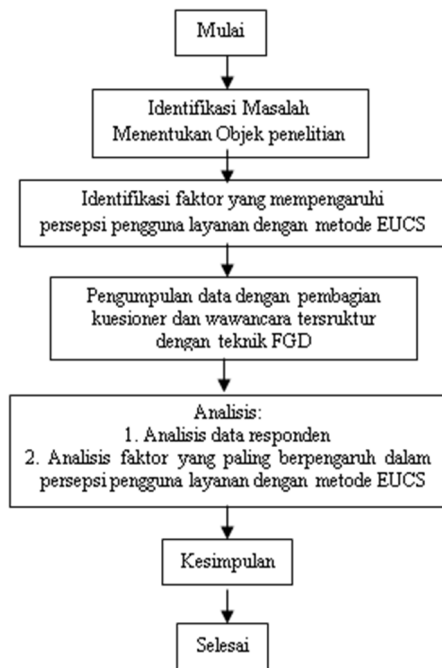 Mulai
Identifikasi Masalah
Menentukan Objek penelitian
Identifikasi faktor yang mempengaruhi
persepsi pengguna layanan dengan metode EUCS
Pengumpulan data dengan pembagian
kuesioner dan wawancara tersruktur
dengan teknik FGD
Analisis:
1. Analisis data responden
2. Analisis faktor yang paling berpengaruh dalam
persepsi pengguna layanan dengan metode EUCS
Kesimpulan
Selesai